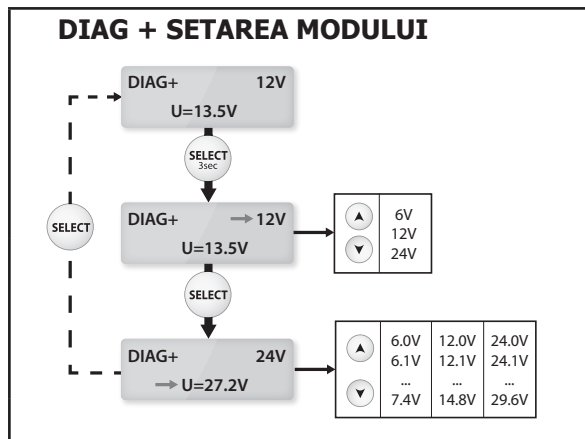 DIAG + SETAREA MODULUI
DIAG+ 12V
U=13.5V
SELECT
3sec
DIAG+ 12V
U=13.5V
6V
12V
24V
SELECT
SELECT
DIAG+ 24V
U=27.2V
6.0V 12.0V 24.0V
6.1V 12.1V 24.1V
... ... ...
7.4V 14.8V 29.6V